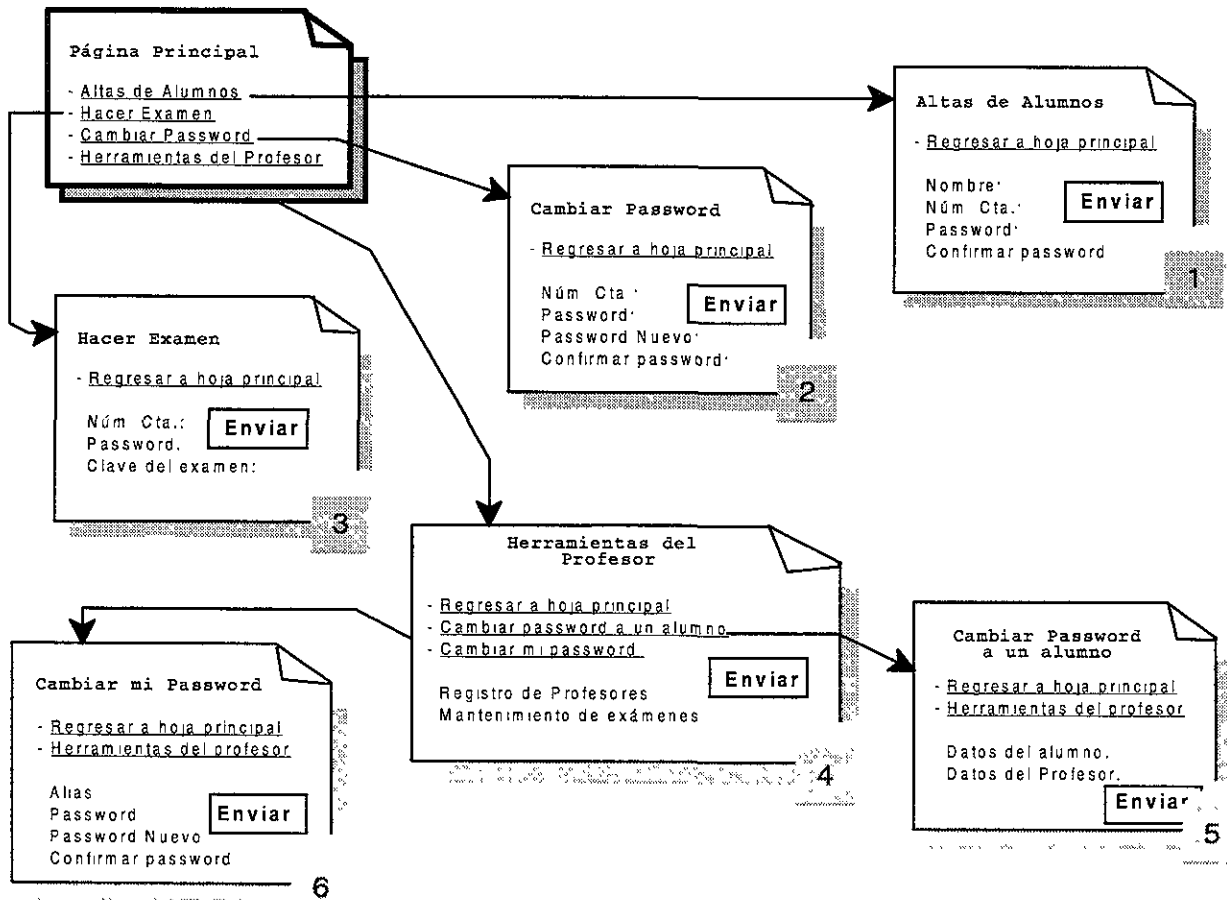 Página Principal
- Altas de Alumnos
- Hacer Examen
- Cambiar Password
- Herramientas del Profesor
Altas de Alumnos
- Regresar a hoja principal
Nombre:
Núm Cta.:
Password:
Confirmar password
Enviar
1
Cambiar Password
- Regresar a hoja principal
Núm Cta :
Password:
Password Nuevo:
Confirmar password:
Enviar
2
Hacer Examen
- Regresar a hoja principal
Núm Cta.:
Password.
Clave del examen:
Enviar
3
Herramientas del
Profesor
- Regresar a hoja principal
- Cambiar password a un alumno
- Cambiar mi password
Registro de Profesores
Mantenimiento de exámenes
Enviar
4
Cambiar Password
a un alumno
- Regresar a hoja principal
- Herramientas del profesor
Datos del alumno.
Datos del Profesor.
Enviar
5
Cambiar mi Password
- Regresar a hoja principal
- Herramientas del profesor
Alias
Password
Password Nuevo
Confirmar password
Enviar
6